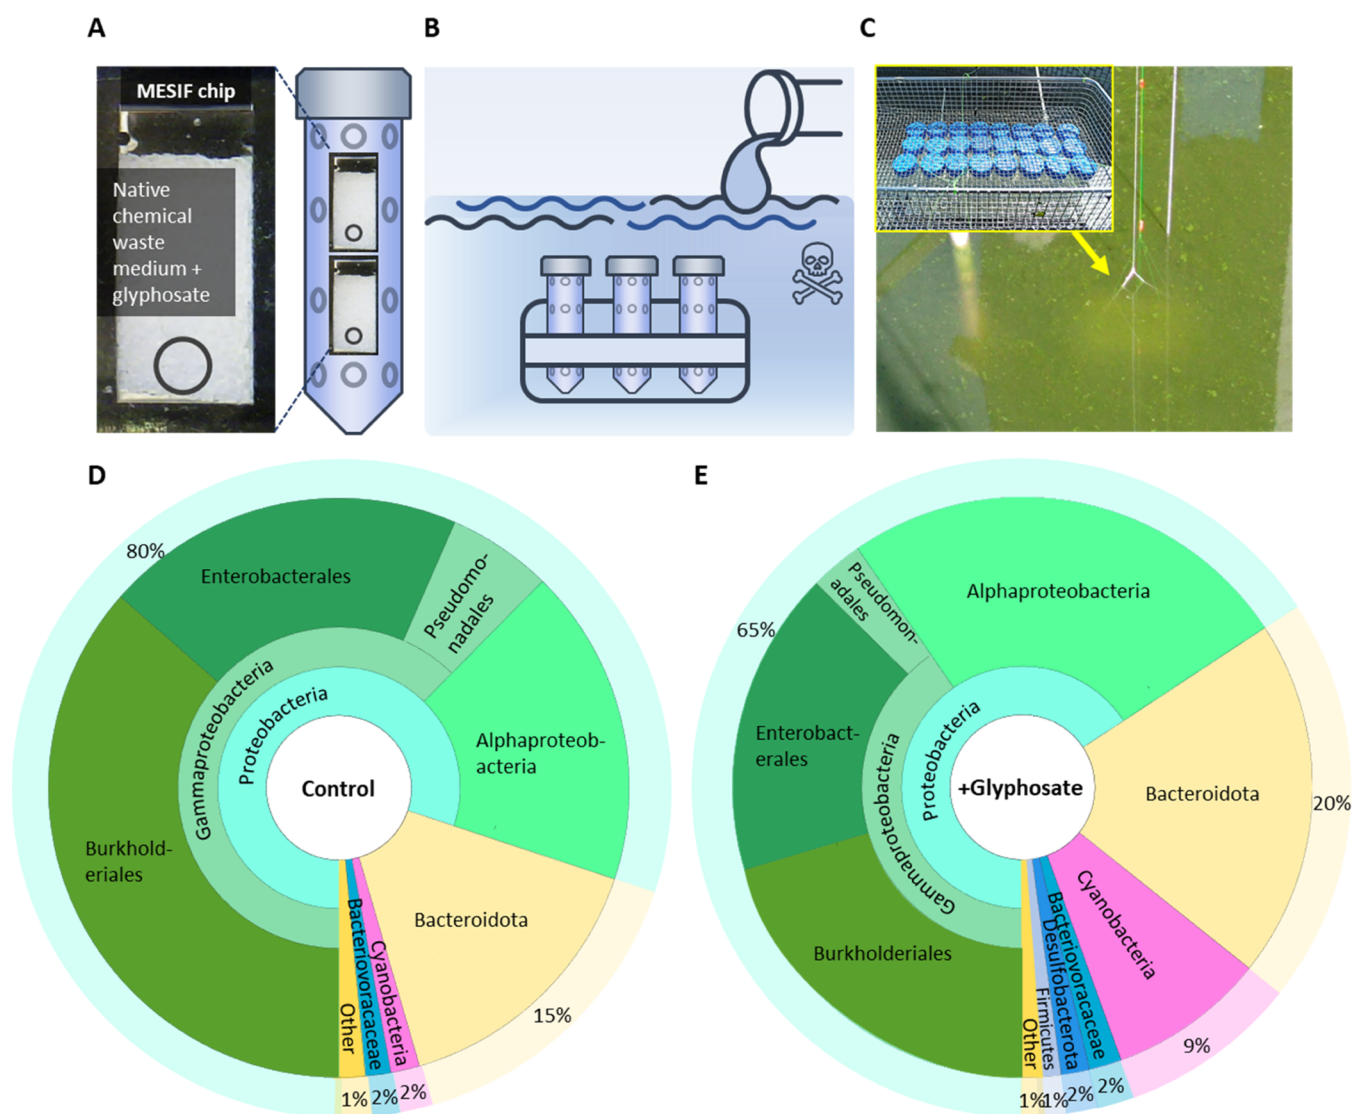 A
B
C
MESIF chip
Native
chemical
waste
medium +
glyphosate
D
80%
Enterobacterales
Pseudomo-
nadales
Gammaproteobacteria
Proteobacteria
Alphaproteob-
acteria
Control
Burkhold-
eriales
Bacteroidota
Cyanobacteria
Bacteriovoracaceae
Other
15%
1%
2%
2%
E
65%
Pseudomon-
adales
Alphaproteobacteria
Enterobact-
erales
Proteobacteria
Gammaproteobacteria
+Glyphosate
Bacteroidota
20%
Burkholderiales
Cyanobacteria
Bacteriovoracaceae
Desulfobacterota
Firmicutes
Other
9%
1%
1%
2%
2%